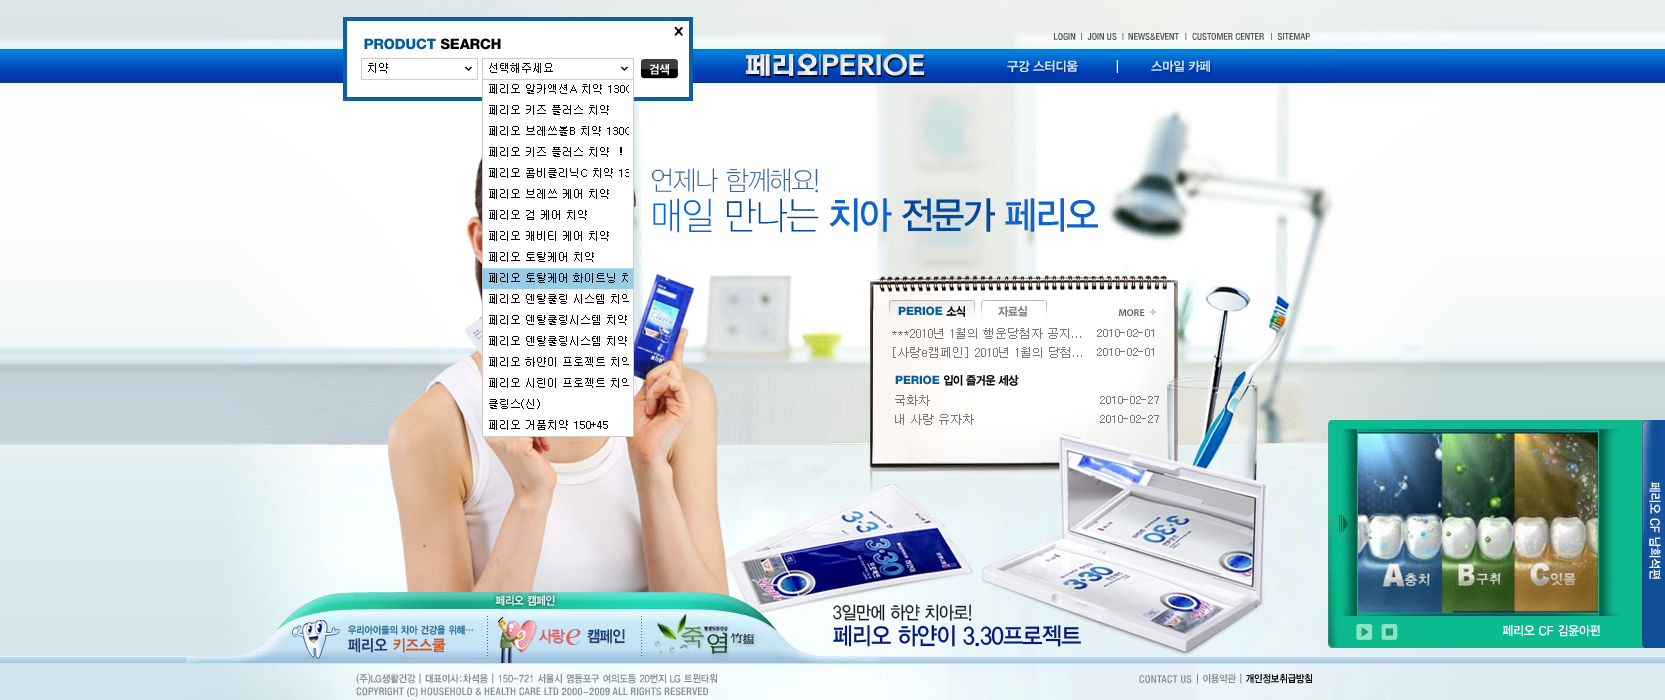 PRODUCT SEARCH
X
치약
선택해주세요
검색
페리오 알카액션A 치약 130
페리오 키즈 플러스 치약
페리오 브레쓰볼B 치약 130
페리오 키즈 플러스 치약 !
페리오 콤비클리닉C 치약 13
페리오 브레쓰 케어 치약
페리오 검 케어 치약
페리오 캐비티 케어 치약
페리오 토탈케어 치약
페리오 토탈케어 화이트닝 치
페리오 덴탈쿨링 시스템 치약
페리오 덴탈쿨링시스템 치약
페리오 덴탈쿨링시스템 치약
페리오 하얀이 프로젝트 치약
페리오 시린이 프로젝트 치약
클링스(신)
페리오 거품치약 150+45
LOGIN | JOIN US | NEWS&EVENT | CUSTOMER CENTER | SITEMAP
페리오 PERIOE
구강 스터디움 | 스마일 카페
언제나 함께해요!
매일 만나는 치아 전문가 페리오
PERIOE 소식
자료실
MORE +
***2010년 1월의 행운당첨자 공지... 2010-02-01
[사랑e캠페인] 2010년 1월의 당첨... 2010-02-01
PERIOE 입이 즐거운 세상
국화차 2010-02-27
내 사랑 유자차 2010-02-27
3·30
3·30
프로젝트
3·30
3·30
3일만에 하얀 치아로!
페리오 하얀이 3.30프로젝트
A충치
B구취
C잇몸
페리오 CF 김윤아편
페리오 CF 남희석편
페리오 캠페인
우리아이들의 치아 건강을 위해...
페리오 키즈스쿨
사랑e 캠페인
죽염 竹塩
(주)LG생활건강 | 대표이사:차석용 | 150-721 서울시 영등포구 여의도동 20번지 LG 트윈타워
COPYRIGHT (C) HOUSEHOLD & HEALTH CARE LTD 2000~2009 ALL RIGHTS RESERVED
CONTACT US | 이용약관 | 개인정보취급방침